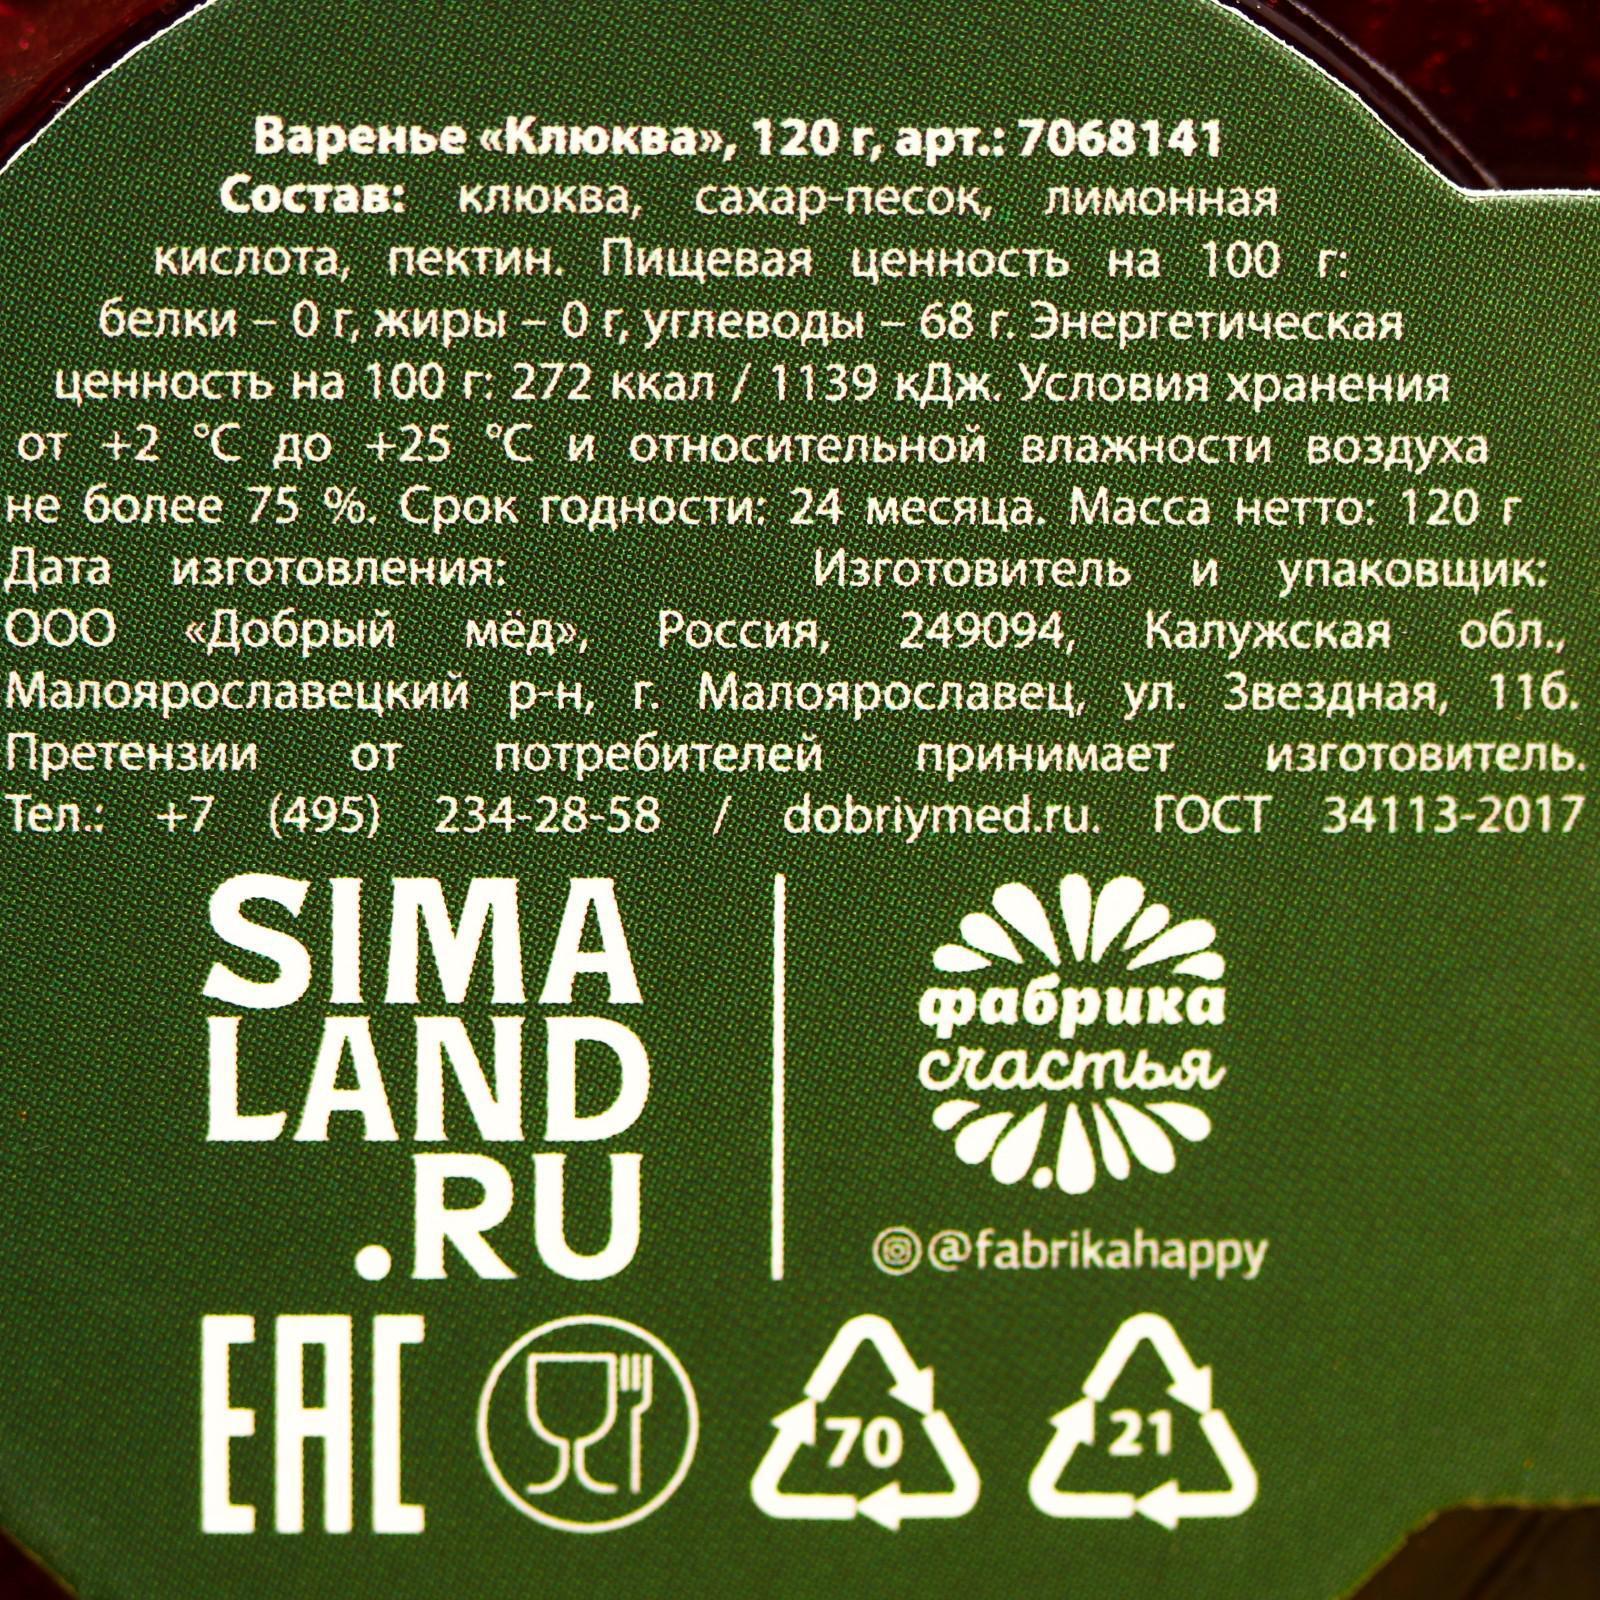 Варенье «Клюква», 120 г, арт.: 7068141
Состав: клюква, сахар-песок, лимонная
кислота, пектин. Пищевая ценность на 100 г:
белки – 0 г, жиры – 0 г, углеводы – 68 г. Энергетическая
ценность на 100 г: 272 ккал / 1139 кДж. Условия хранения
от +2 °С до +25 °С и относительной влажности воздуха
не более 75 %. Срок годности: 24 месяца. Масса нетто: 120 г
Дата изготовления: Изготовитель и упаковщик:
ООО «Добрый мёд», Россия, 249094, Калужская обл.,
Малоярославецкий р-н, г. Малоярославец, ул. Звездная, 11б.
Претензии от потребителей принимает изготовитель.
Тел.: +7 (495) 234-28-58 / dobriymed.ru. ГОСТ 34113-2017
SIMA
LAND
.RU
фабрика
счастья
@fabrikahappy
EAC
70
21